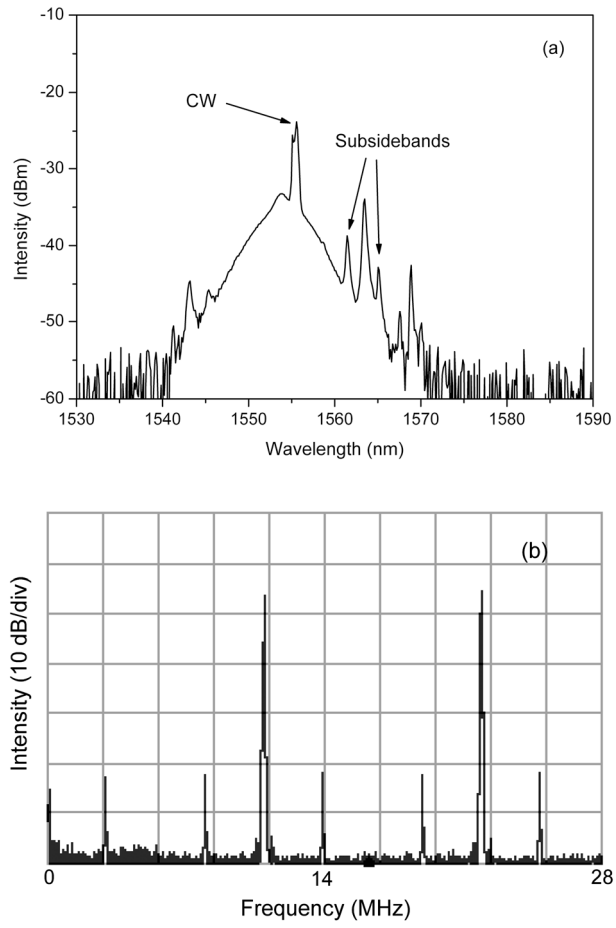 -10
(a)
-20
CW
Subsidebands
-30
-40
-50
-60
Intensity (dBm)
1530 1540 1550 1560 1570 1580 1590
Wavelength (nm)
(b)
Intensity (10 dB/div)
0 14 28
Frequency (MHz)